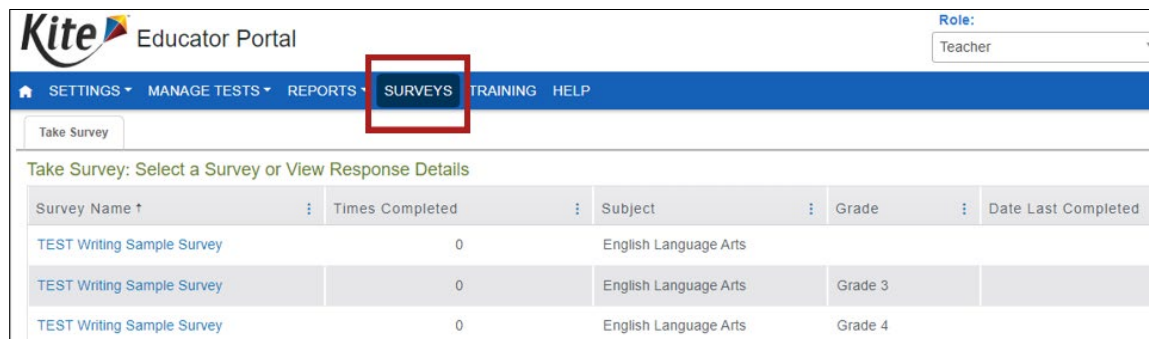 Kite Educator Portal
Role:
Teacher
SETTINGS MANAGE TESTS REPORTS SURVEYS TRAINING HELP
Take Survey
Take Survey: Select a Survey or View Response Details
Survey Name ↑ Times Completed Subject Grade Date Last Completed
TEST Writing Sample Survey 0 English Language Arts
TEST Writing Sample Survey 0 English Language Arts Grade 3
TEST Writing Sample Survey 0 English Language Arts Grade 4